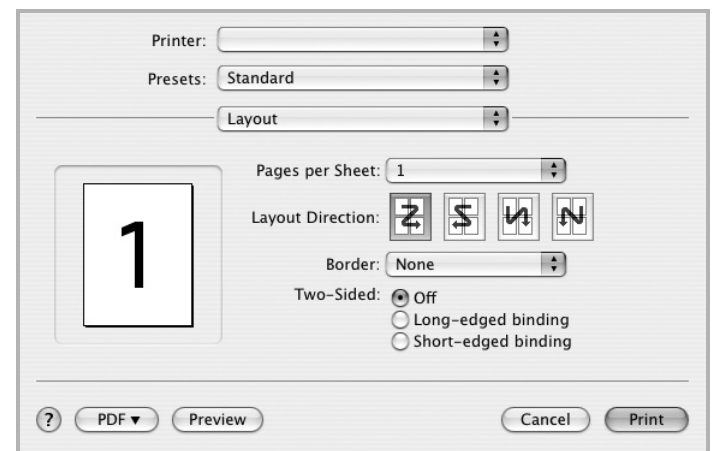 Printer:
Presets: Standard
Layout
Pages per Sheet: 1
Layout Direction:
Border: None
Two-Sided: Off
Long-edged binding
Short-edged binding
1
? PDF▼ Preview Cancel Print